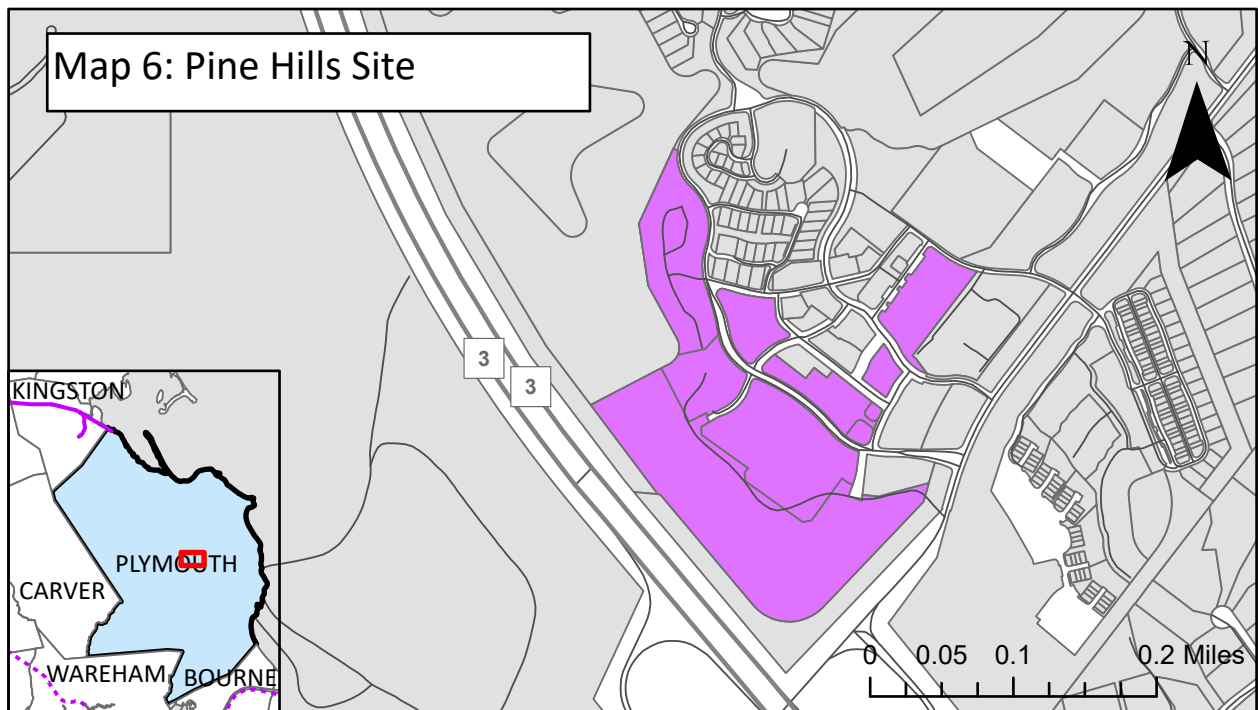 Map 6: Pine Hills Site
N
3
3
KINGSTON
PLYMOUTH
CARVER
WAREHAM
BOURNE
0 0.05 0.1 0.2 Miles